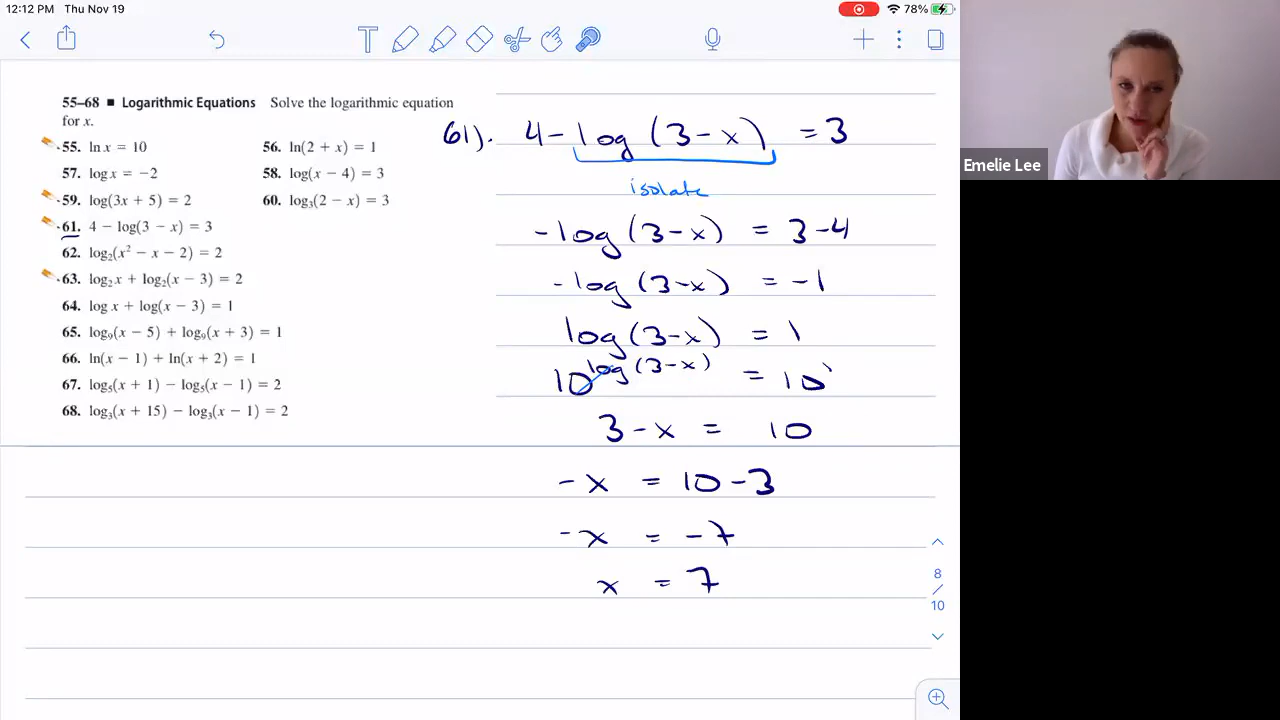 12:12 PM Thu Nov 19
78%
55–68 ■ Logarithmic Equations Solve the logarithmic equation
for x.
55. ln x = 10
56. ln(2 + x) = 1
57. log x = −2
58. log(x − 4) = 3
59. log(3x + 5) = 2
60. log₃(2 − x) = 3
61. 4 − log(3 − x) = 3
62. log₂(x² − x − 2) = 2
63. log₂ x + log₂(x − 3) = 2
64. log x + log(x − 3) = 1
65. log₉(x − 5) + log₉(x + 3) = 1
66. ln(x − 1) + ln(x + 2) = 1
67. log₅(x + 1) − log₅(x − 1) = 2
68. log₃(x + 15) − log₃(x − 1) = 2
61). 4 − log (3 − x) = 3
isolate
− log (3 − x) = 3 − 4
− log (3 − x) = −1
log (3 − x) = 1
10^log (3 − x) = 10^1
3 − x = 10
− x = 10 − 3
− x = − 7
x = 7
8
/
10
Emelie Lee